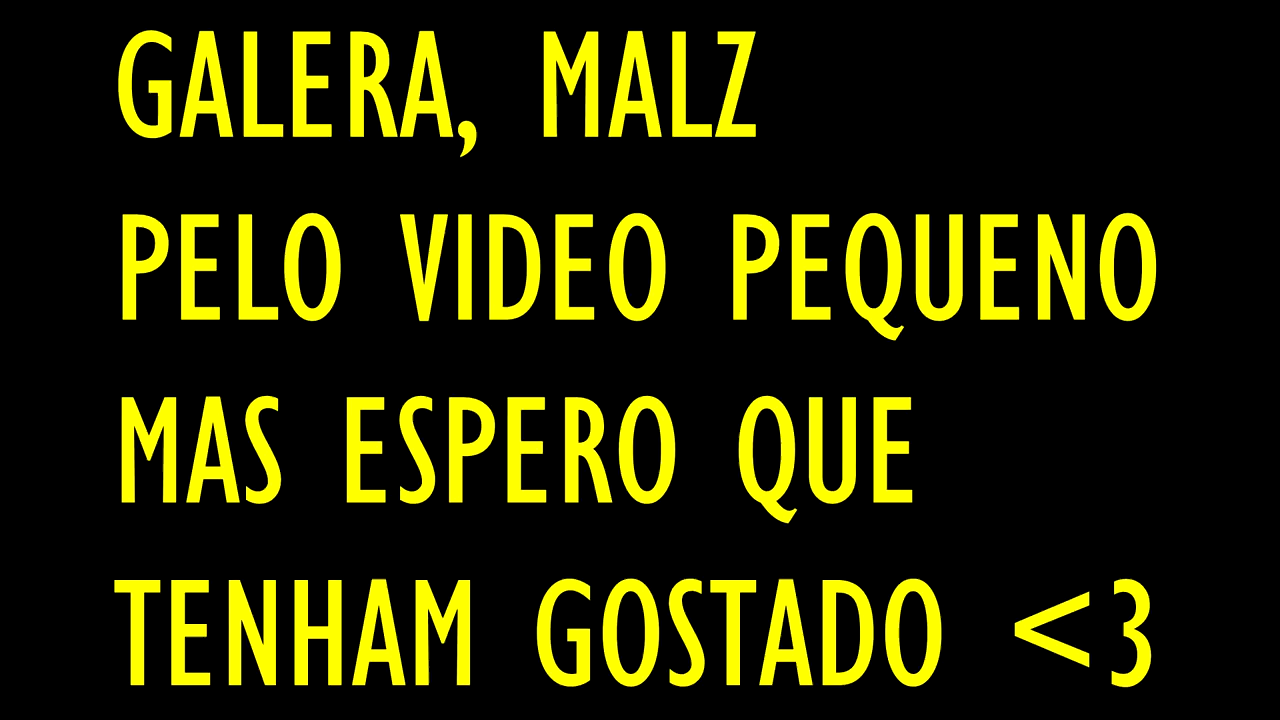 GALERA, MALZ
PELO VIDEO PEQUENO
MAS ESPERO QUE
TENHAM GOSTADO <3